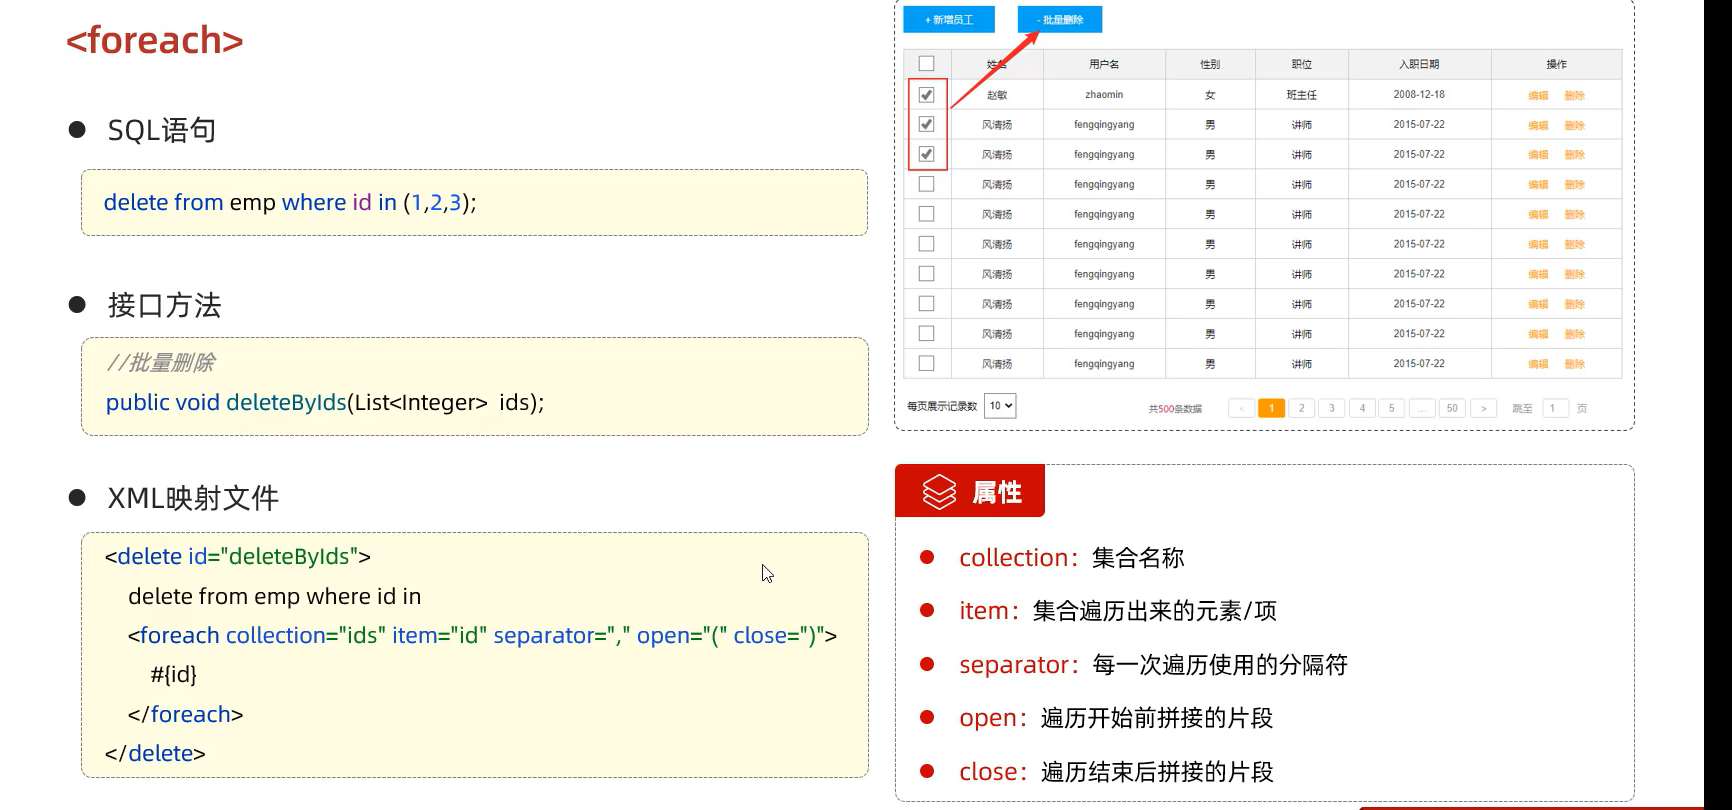 <foreach>
SQL语句
delete from emp where id in (1,2,3);
接口方法
//批量删除
public void deleteByIds(List<Integer> ids);
XML映射文件
<delete id="deleteByIds">
delete from emp where id in
<foreach collection="ids" item="id" separator="," open="(" close=")">
#{id}
</foreach>
</delete>
+ 新增员工 - 批量删除
姓名 用户名 性别 职位 入职日期 操作
赵敏 zhaomin 女 班主任 2008-12-18 编辑 删除
风清扬 fengqingyang 男 讲师 2015-07-22 编辑 删除
风清扬 fengqingyang 男 讲师 2015-07-22 编辑 删除
风清扬 fengqingyang 男 讲师 2015-07-22 编辑 删除
风清扬 fengqingyang 男 讲师 2015-07-22 编辑 删除
风清扬 fengqingyang 男 讲师 2015-07-22 编辑 删除
风清扬 fengqingyang 男 讲师 2015-07-22 编辑 删除
风清扬 fengqingyang 男 讲师 2015-07-22 编辑 删除
风清扬 fengqingyang 男 讲师 2015-07-22 编辑 删除
风清扬 fengqingyang 男 讲师 2015-07-22 编辑 删除
每页展示记录数 10 共500条数据 < 1 2 3 4 5 ... 50 > 跳至 1 页
属性
collection：集合名称
item：集合遍历出来的元素/项
separator：每一次遍历使用的分隔符
open：遍历开始前拼接的片段
close：遍历结束后拼接的片段